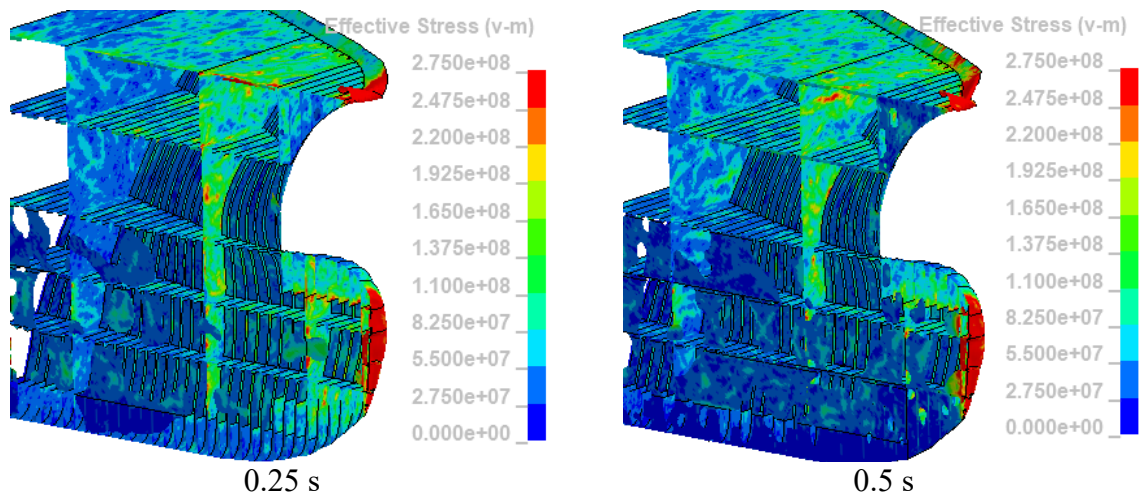 Effective Stress (v-m)
2.750e+08
2.475e+08
2.200e+08
1.925e+08
1.650e+08
1.375e+08
1.100e+08
8.250e+07
5.500e+07
2.750e+07
0.000e+00
0.25 s
Effective Stress (v-m)
2.750e+08
2.475e+08
2.200e+08
1.925e+08
1.650e+08
1.375e+08
1.100e+08
8.250e+07
5.500e+07
2.750e+07
0.000e+00
0.5 s